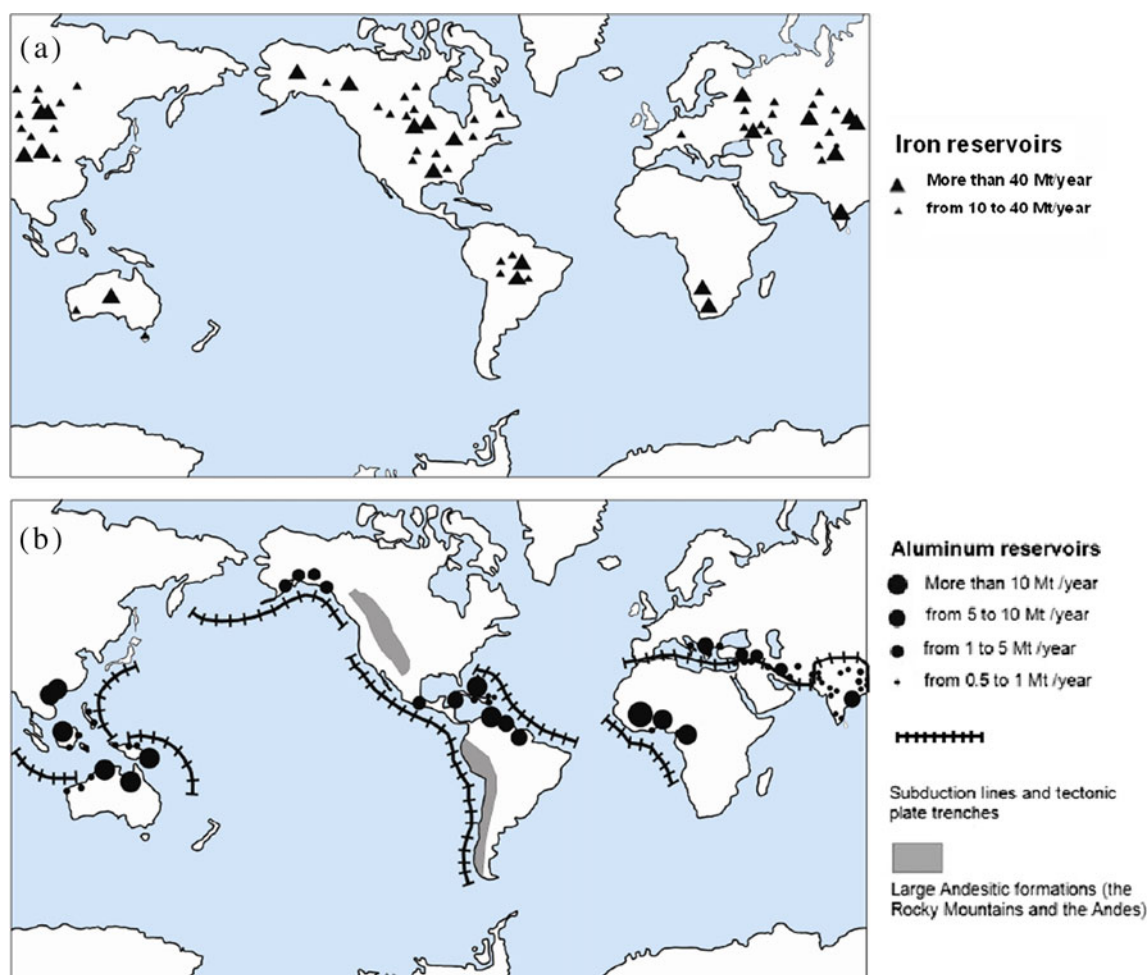 (a)
Iron reservoirs
More than 40 Mt/year
from 10 to 40 Mt/year
(b)
Aluminum reservoirs
More than 10 Mt /year
from 5 to 10 Mt /year
from 1 to 5 Mt /year
from 0.5 to 1 Mt /year
Subduction lines and tectonic
plate trenches
Large Andesitic formations (the
Rocky Mountains and the Andes)